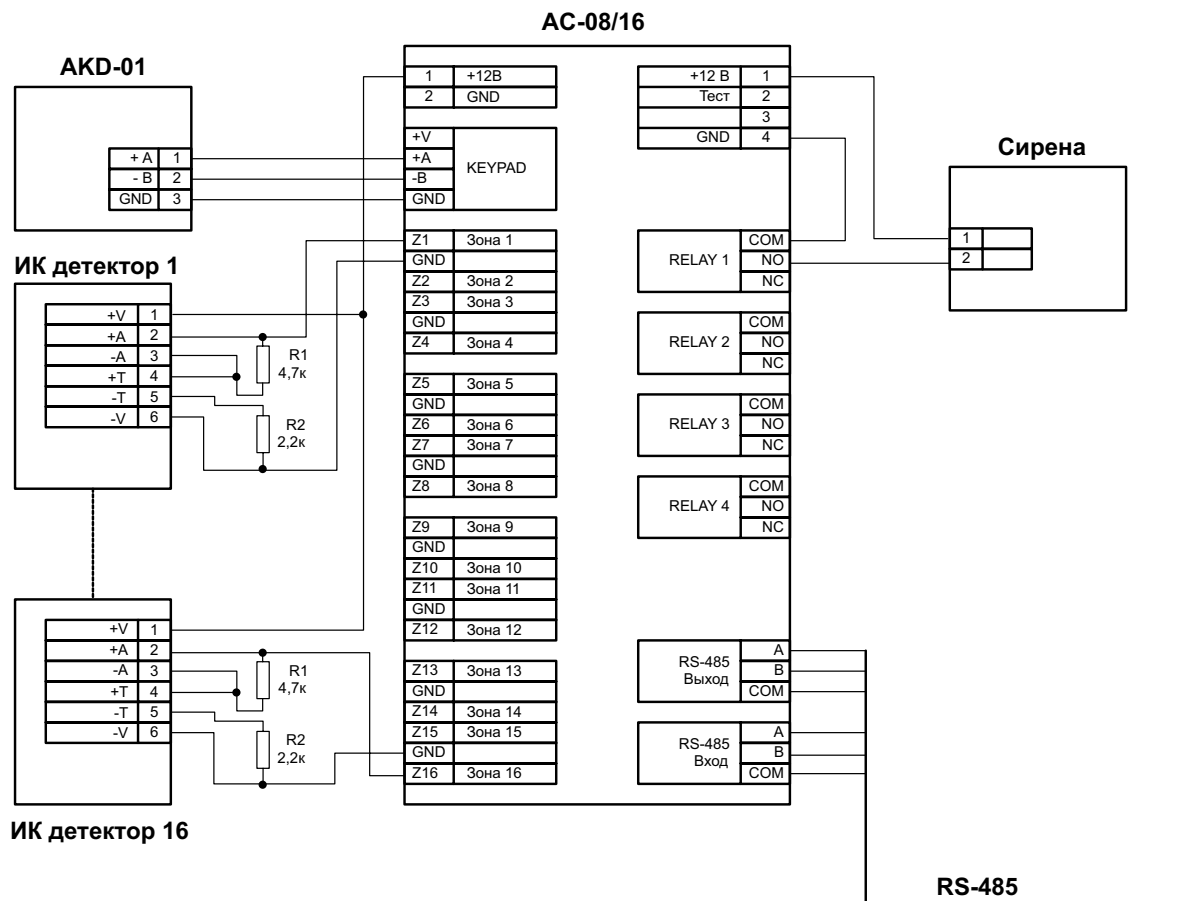 AC-08/16
AKD-01
+ A 1
- B 2
GND 3
1 +12В
2 GND
+V
+A
-B
GND
KEYPAD
Z1 Зона 1
GND
Z2 Зона 2
Z3 Зона 3
GND
Z4 Зона 4
Z5 Зона 5
GND
Z6 Зона 6
Z7 Зона 7
GND
Z8 Зона 8
Z9 Зона 9
GND
Z10 Зона 10
Z11 Зона 11
GND
Z12 Зона 12
Z13 Зона 13
GND
Z14 Зона 14
Z15 Зона 15
GND
Z16 Зона 16
+12 В 1
Тест 2
3
GND 4
RELAY 1
COM
NO
NC
RELAY 2
COM
NO
NC
RELAY 3
COM
NO
NC
RELAY 4
COM
NO
NC
RS-485
Выход
A
B
COM
RS-485
Вход
A
B
COM
Сирена
1
2
ИК детектор 1
+V 1
+A 2
-A 3
+T 4
-T 5
-V 6
R1
4,7к
R2
2,2к
+V 1
+A 2
-A 3
+T 4
-T 5
-V 6
R1
4,7к
R2
2,2к
ИК детектор 16
RS-485